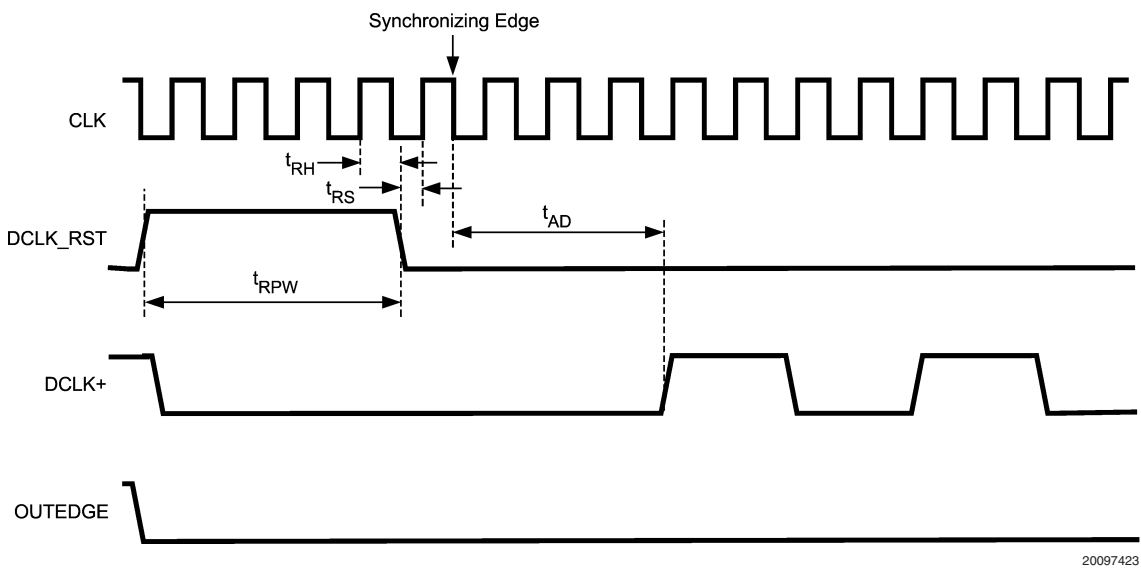 Synchronizing Edge
CLK
tRH
tRS
tAD
DCLK_RST
tRPW
DCLK+
OUTEDGE
20097423